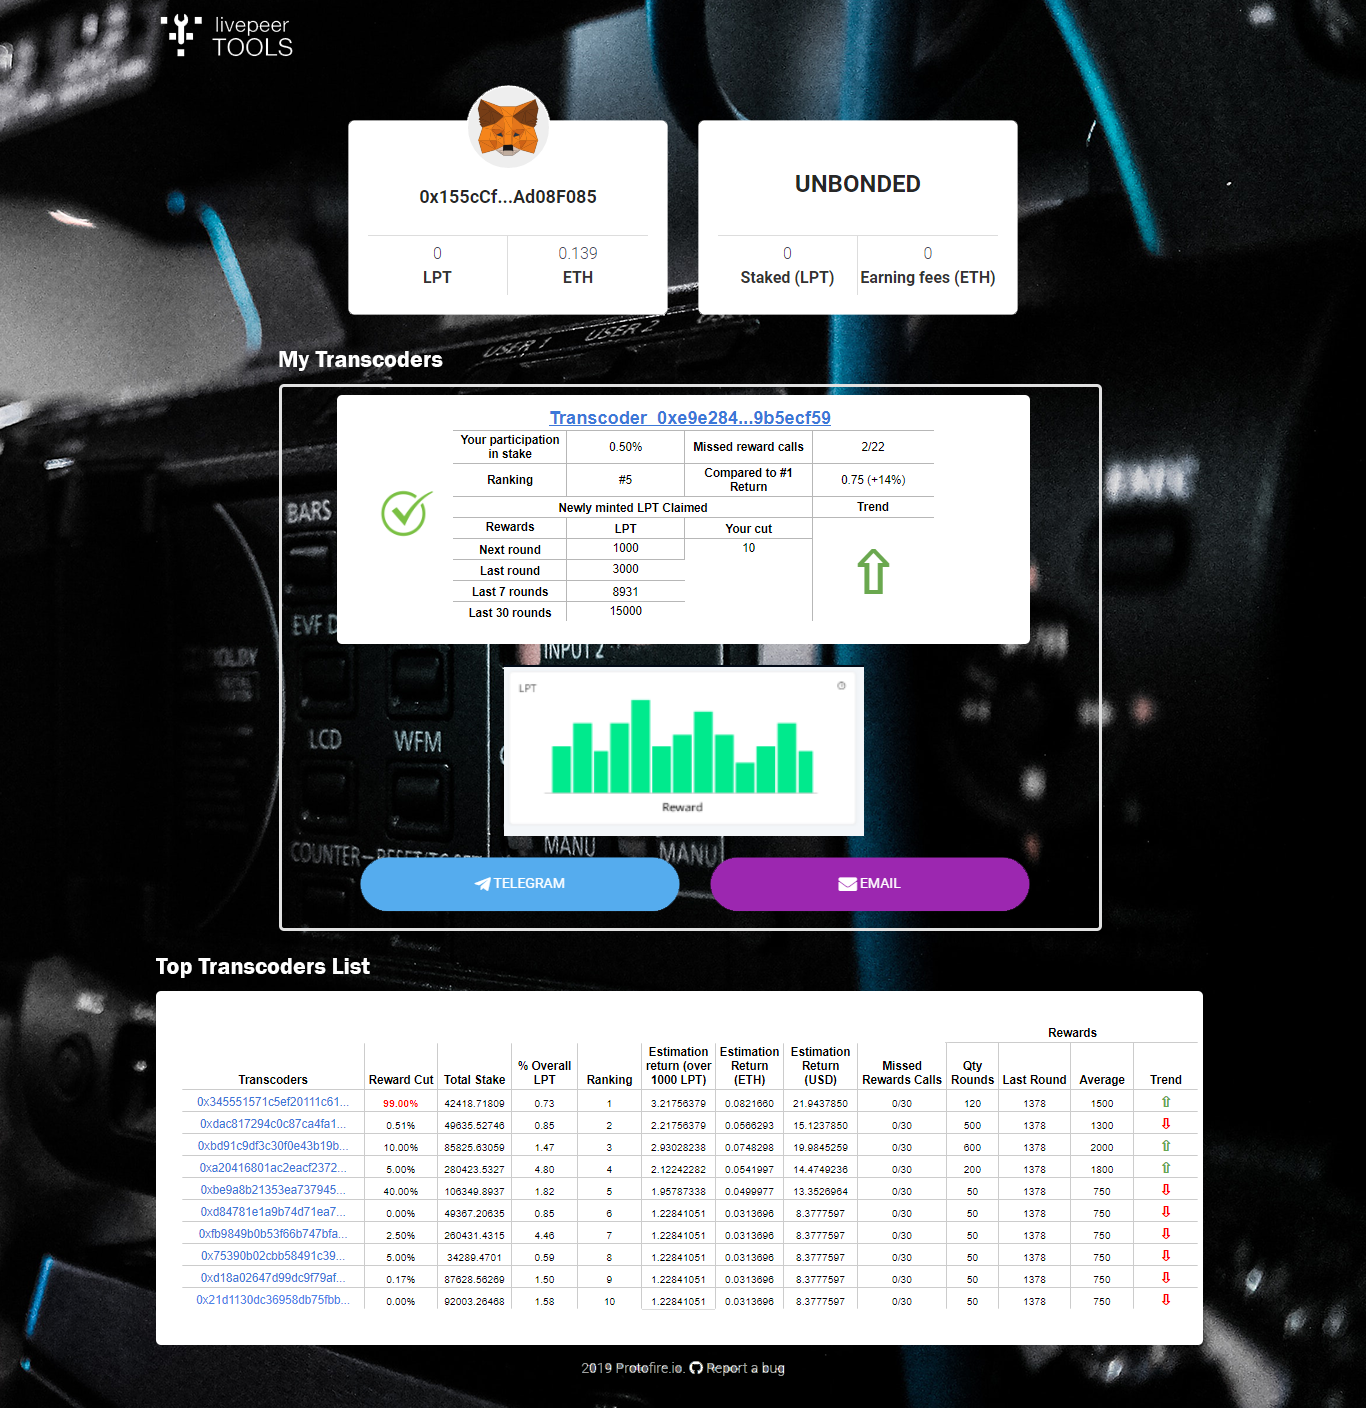 livepeer
TOOLS
0x155cCf...Ad08F085
0 LPT
0.139 ETH
UNBONDED
0 Staked (LPT)
0 Earning fees (ETH)
USER 1 USER 2
My Transcoders
Transcoder 0xe9e284...9b5ecf59
Your participation in stake 0.50% Missed reward calls 2/22
Ranking #5 Compared to #1 Return 0.75 (+14%)
Newly minted LPT Claimed Trend
Rewards LPT Your cut
Next round 1000 10
Last round 3000
Last 7 rounds 8931
Last 30 rounds 15000
BARS
EVF D
INPUT 2
LPT
Reward
LCD WFM
COUNTER
MANU MANU
TELEGRAM
EMAIL
Top Transcoders List
Rewards
Transcoders Reward Cut Total Stake % Overall LPT Ranking Estimation return (over 1000 LPT) Estimation Return (ETH) Estimation Return (USD) Missed Rewards Calls Qty Rounds Last Round Average Trend
0x345551571c5ef20111c61... 99.00% 42418.71809 0.73 1 3.21756379 0.0821660 21.9437850 0/30 120 1378 1500
0xdac817294c0c87ca4fa1... 0.51% 49635.52746 0.85 2 2.21756379 0.0566293 15.1237850 0/30 500 1378 1300
0xbd91c9df3c30f0e43b19b... 10.00% 85825.63059 1.47 3 2.93028238 0.0748298 19.9845259 0/30 600 1378 2000
0xa20416801ac2eacf2372... 5.00% 280423.5327 4.80 4 2.12242282 0.0541997 14.4749236 0/30 200 1378 1800
0xbe9a8b21353ea737945... 40.00% 106349.8937 1.82 5 1.95787338 0.0499977 13.3526964 0/30 50 1378 750
0xd84781e1a9b74d71ea7... 0.00% 49367.20635 0.85 6 1.22841051 0.0313696 8.3777597 0/30 50 1378 750
0xfb9849b0b53f66b747bfa... 2.50% 260431.4315 4.46 7 1.22841051 0.0313696 8.3777597 0/30 50 1378 750
0x75390b02cbb58491c39... 5.00% 34289.4701 0.59 8 1.22841051 0.0313696 8.3777597 0/30 50 1378 750
0xd18a02647d99dc9f79af... 0.17% 87628.56269 1.50 9 1.22841051 0.0313696 8.3777597 0/30 50 1378 750
0x21d1130dc36958db75fbb... 0.00% 92003.26468 1.58 10 1.22841051 0.0313696 8.3777597 0/30 50 1378 750
2019 Protofire.io. Report a bug